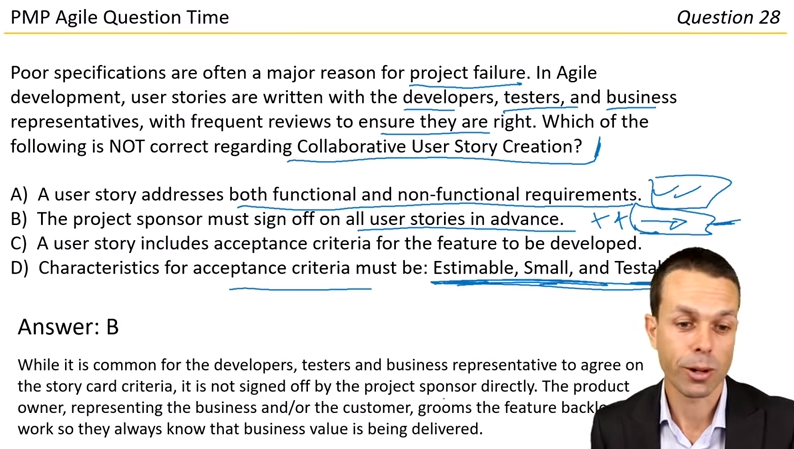 PMP Agile Question Time
Question 28
Poor specifications are often a major reason for project failure. In Agile
development, user stories are written with the developers, testers, and business
representatives, with frequent reviews to ensure they are right. Which of the
following is NOT correct regarding Collaborative User Story Creation?
A) A user story addresses both functional and non-functional requirements.
B) The project sponsor must sign off on all user stories in advance.
C) A user story includes acceptance criteria for the feature to be developed.
D) Characteristics for acceptance criteria must be: Estimable, Small, and
Answer: B
While it is common for the developers, testers and business representative to agree on
the story card criteria, it is not signed off by the project sponsor directly. The product
owner, representing the business and/or the customer, grooms the feature
work so they always know that business value is being delivered.